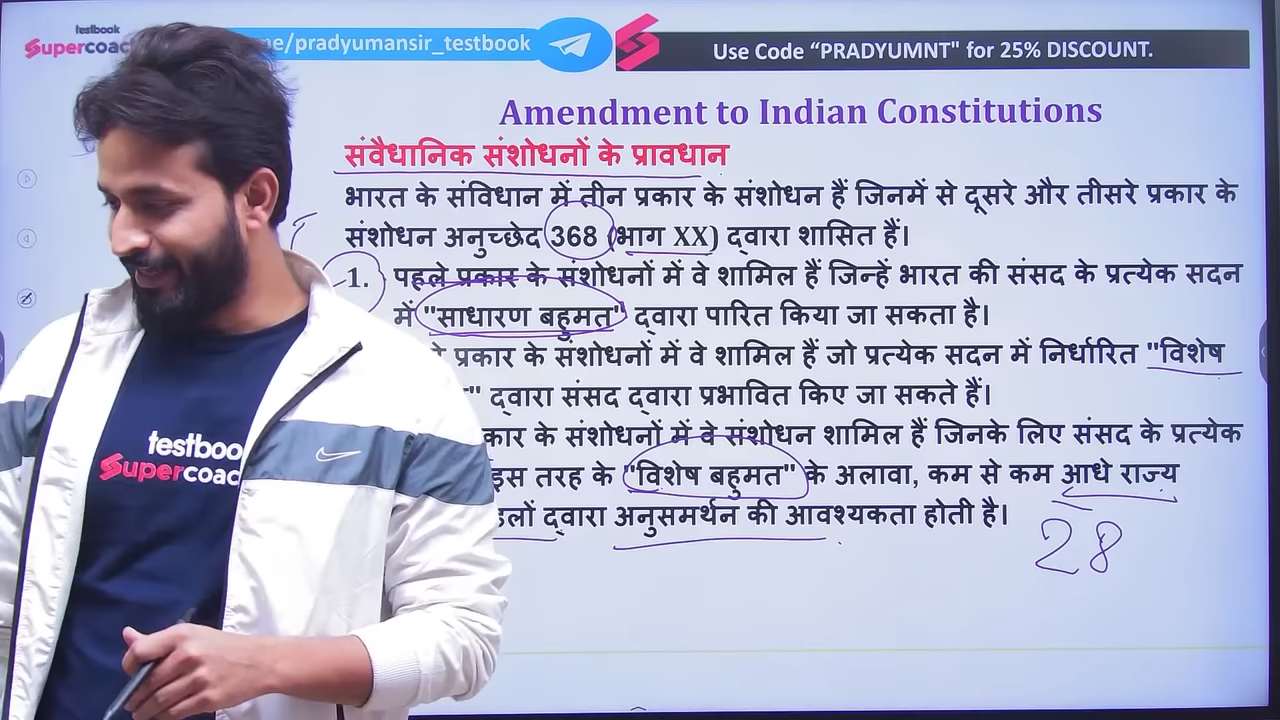 testbook
Supercoac
me/pradyumansir_testbook
Use Code “PRADYUMNT" for 25% DISCOUNT.
Amendment to Indian Constitutions
संवैधानिक संशोधनों के प्रावधान
भारत के संविधान में तीन प्रकार के संशोधन हैं जिनमें से दूसरे और तीसरे प्रकार के
संशोधन अनुच्छेद 368 (भाग XX) द्वारा शासित हैं।
1. पहले प्रकार के संशोधनों में वे शामिल हैं जिन्हें भारत की संसद के प्रत्येक सदन
में "साधारण बहुमत" द्वारा पारित किया जा सकता है।
प्रकार के संशोधनों में वे शामिल हैं जो प्रत्येक सदन में निर्धारित "विशेष
" द्वारा संसद द्वारा प्रभावित किए जा सकते हैं।
कार के संशोधनों में वे संशोधन शामिल हैं जिनके लिए संसद के प्रत्येक
इस तरह के "विशेष बहुमत" के अलावा, कम से कम आधे राज्य
डलों द्वारा अनुसमर्थन की आवश्यकता होती है।
28
testboo
Supercoac